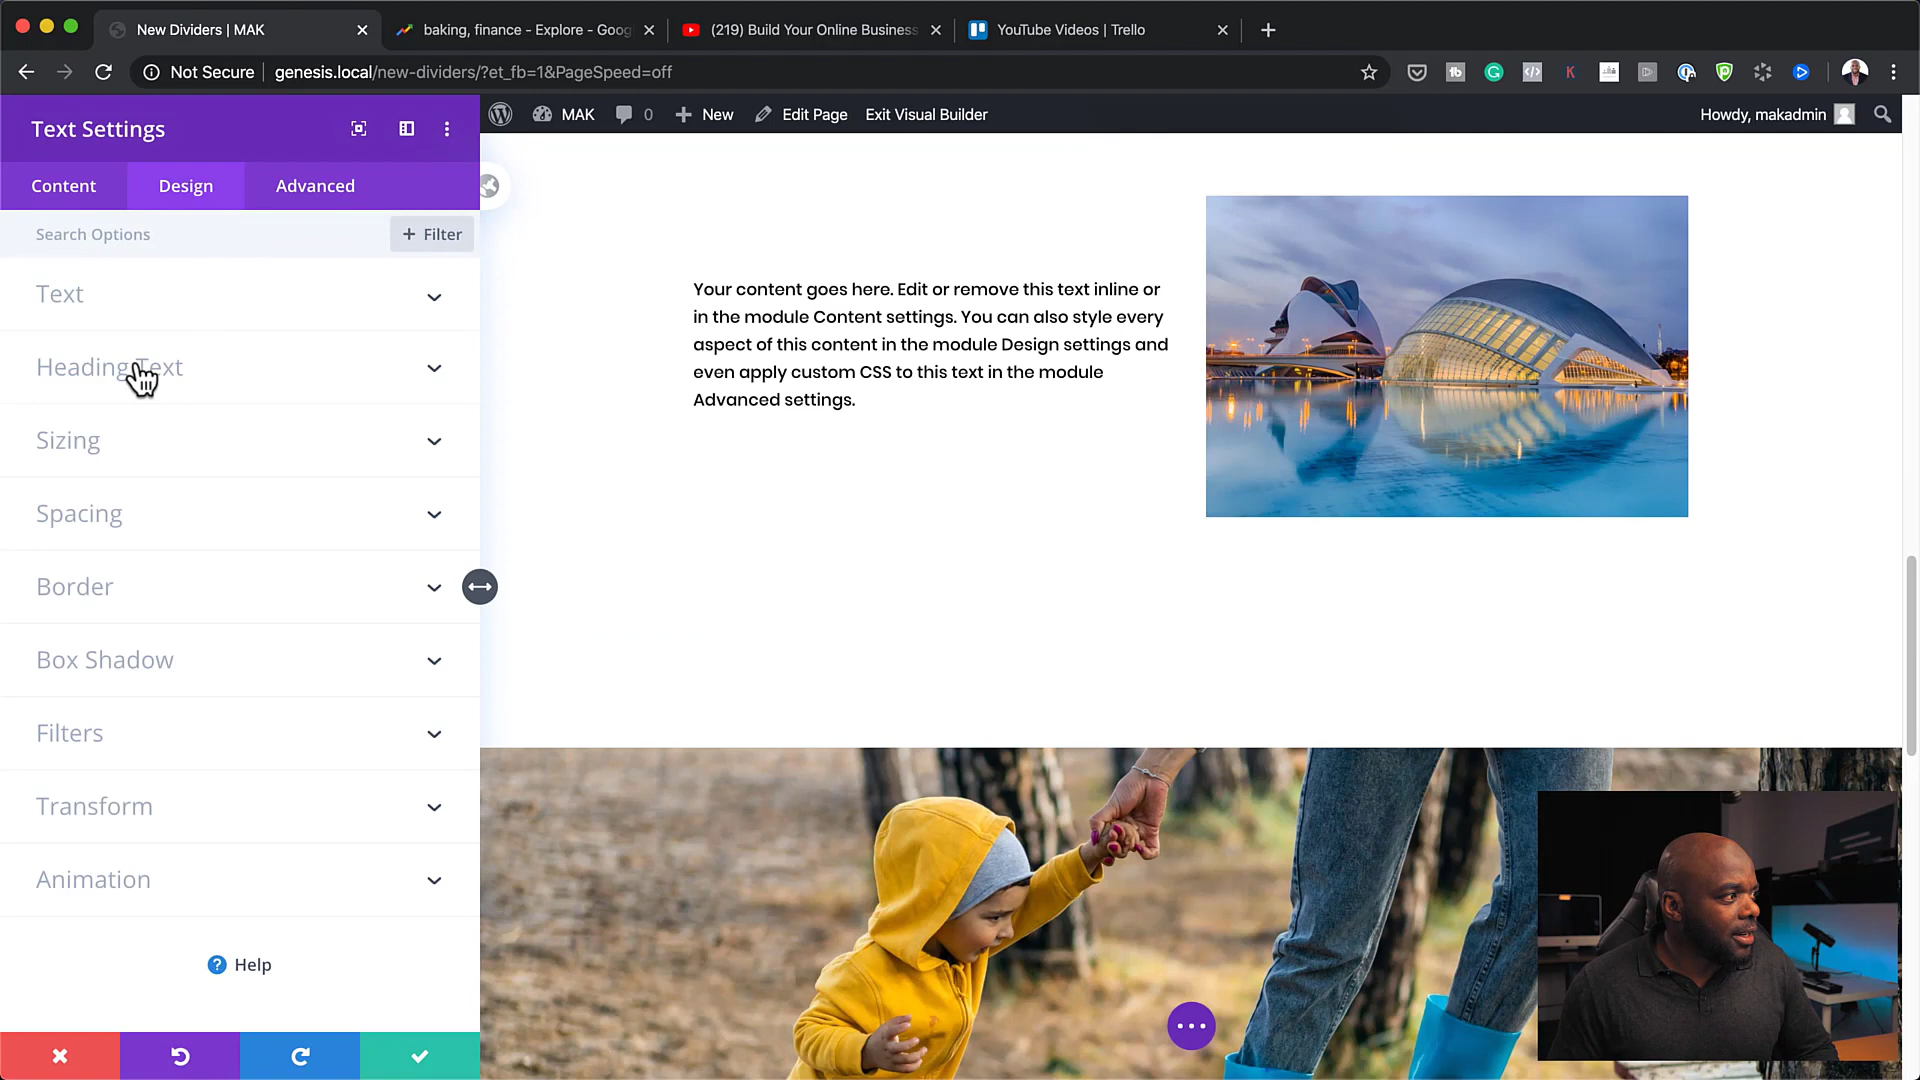 New Dividers | MAK
baking, finance - Explore - Goog
(219) Build Your Online Business
YouTube Videos | Trello
Not Secure
genesis.local/new-dividers/?et_fb=1&PageSpeed=off
Text Settings
MAK
0
New
Edit Page
Exit Visual Builder
Howdy, makadmin
Content
Design
Advanced
Search Options
+ Filter
Text
Heading Text
Sizing
Spacing
Border
Box Shadow
Filters
Transform
Animation
Help
Your content goes here. Edit or remove this text inline or
in the module Content settings. You can also style every
aspect of this content in the module Design settings and
even apply custom CSS to this text in the module
Advanced settings.